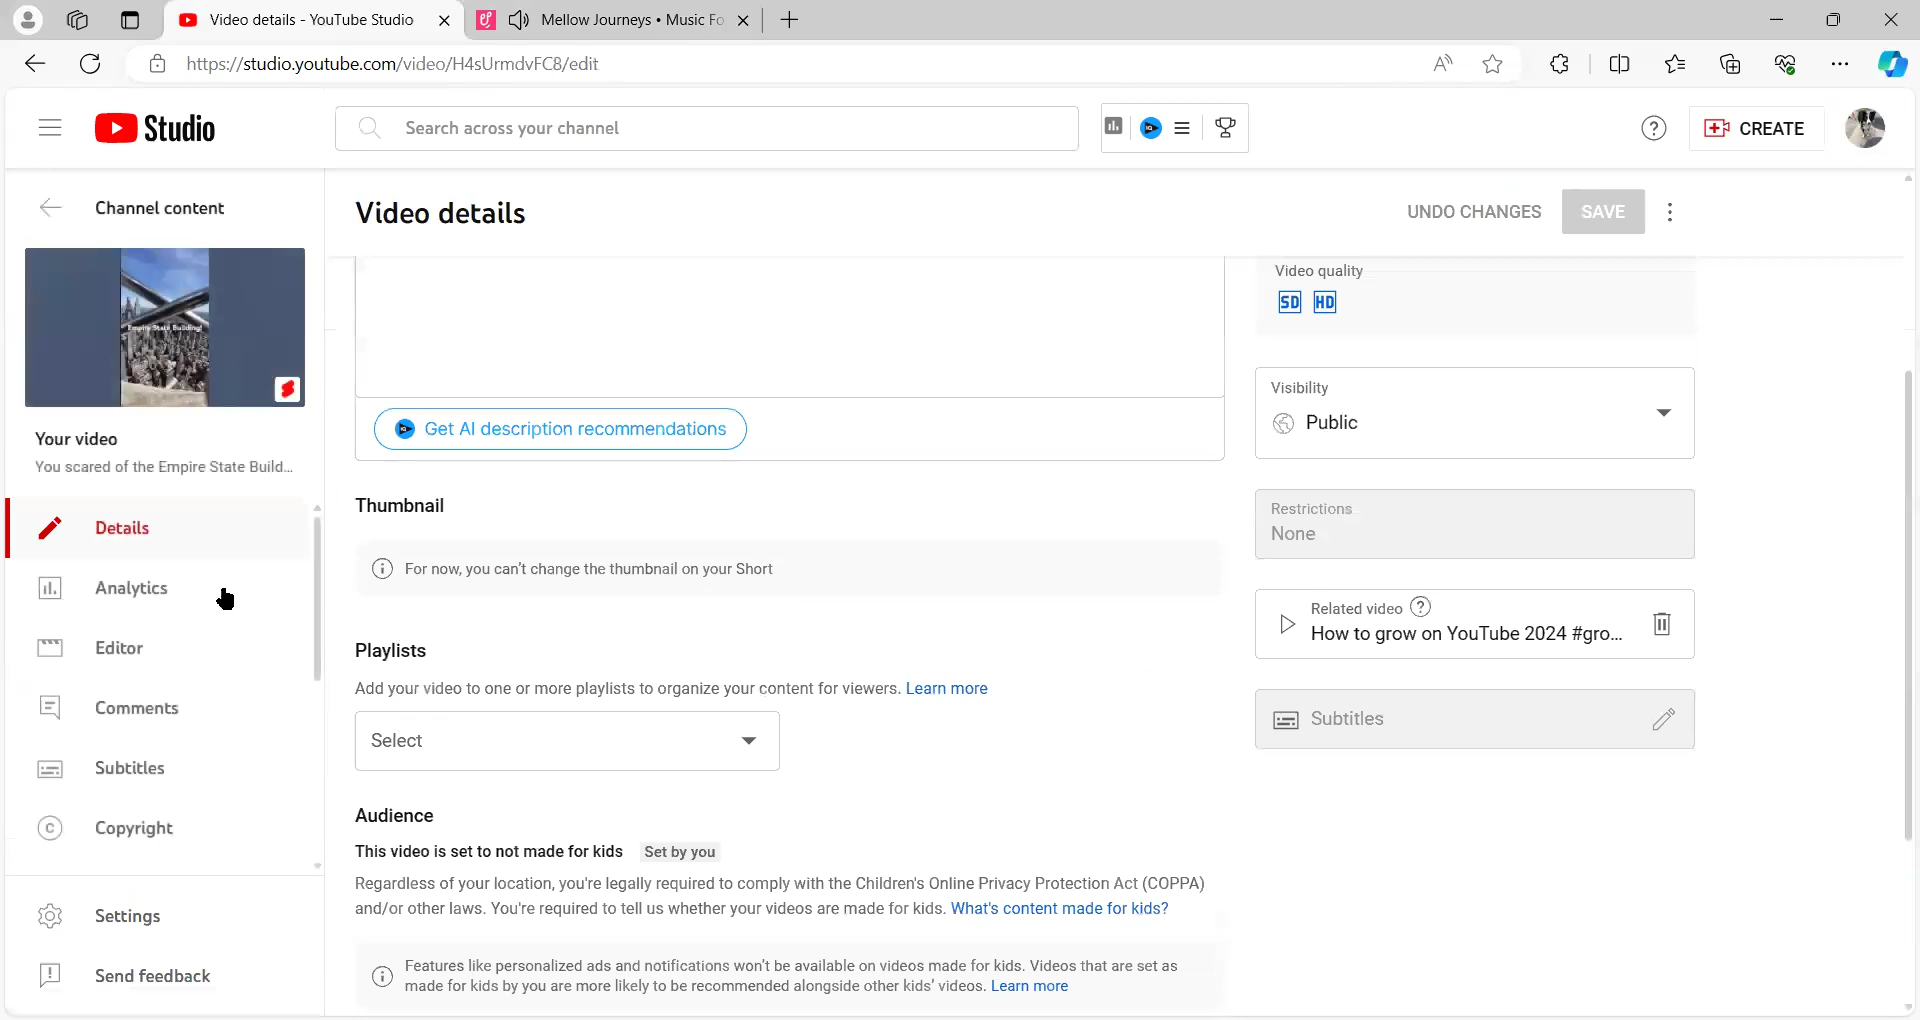 Video details - YouTube Studio
Mellow Journeys • Music Fo
https://studio.youtube.com/video/H4sUrmdvFC8/edit
Studio
Search across your channel
CREATE
Channel content
Video details
UNDO CHANGES
SAVE
Empire State Building!
Your video
You scared of the Empire State Build...
Details
Analytics
Editor
Comments
Subtitles
Copyright
Settings
Send feedback
Get AI description recommendations
Thumbnail
For now, you can't change the thumbnail on your Short
Playlists
Add your video to one or more playlists to organize your content for viewers. Learn more
Select
Audience
This video is set to not made for kids Set by you
Regardless of your location, you're legally required to comply with the Children's Online Privacy Protection Act (COPPA)
and/or other laws. You're required to tell us whether your videos are made for kids. What's content made for kids?
Features like personalized ads and notifications won't be available on videos made for kids. Videos that are set as
made for kids by you are more likely to be recommended alongside other kids' videos. Learn more
Video quality
SD HD
Visibility
Public
Restrictions
None
Related video
How to grow on YouTube 2024 #gro...
Subtitles